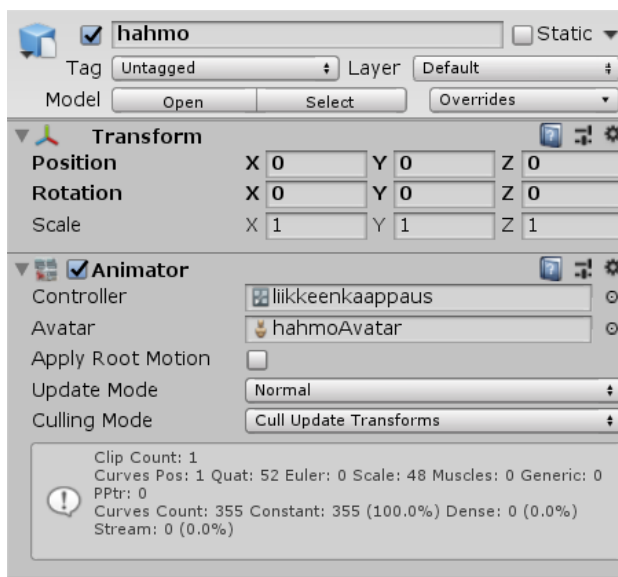 hahmo Static
Tag Untagged Layer Default
Model Open Select Overrides
Transform
Position X 0 Y 0 Z 0
Rotation X 0 Y 0 Z 0
Scale X 1 Y 1 Z 1
Animator
Controller liikkeenkaappaus
Avatar hahmoAvatar
Apply Root Motion
Update Mode Normal
Culling Mode Cull Update Transforms
Clip Count: 1
Curves Pos: 1 Quat: 52 Euler: 0 Scale: 48 Muscles: 0 Generic: 0
PPtr: 0
Curves Count: 355 Constant: 355 (100.0%) Dense: 0 (0.0%)
Stream: 0 (0.0%)